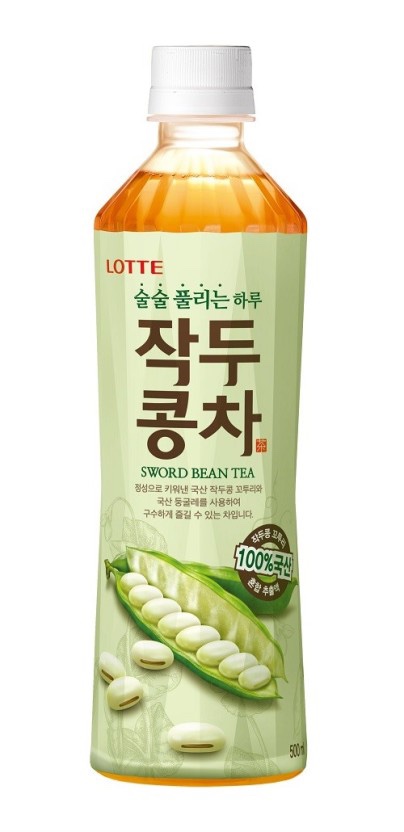 LOTTE
술술 풀리는 하루
작두
콩차
茶
SWORD BEAN TEA
정성으로 키워낸 국산 작두콩 꼬투리와
국산 둥굴레를 사용하여
구수하게 즐길 수 있는 차입니다.
작두콩 꼬투리
100%국산
혼합 추출액
500 ml